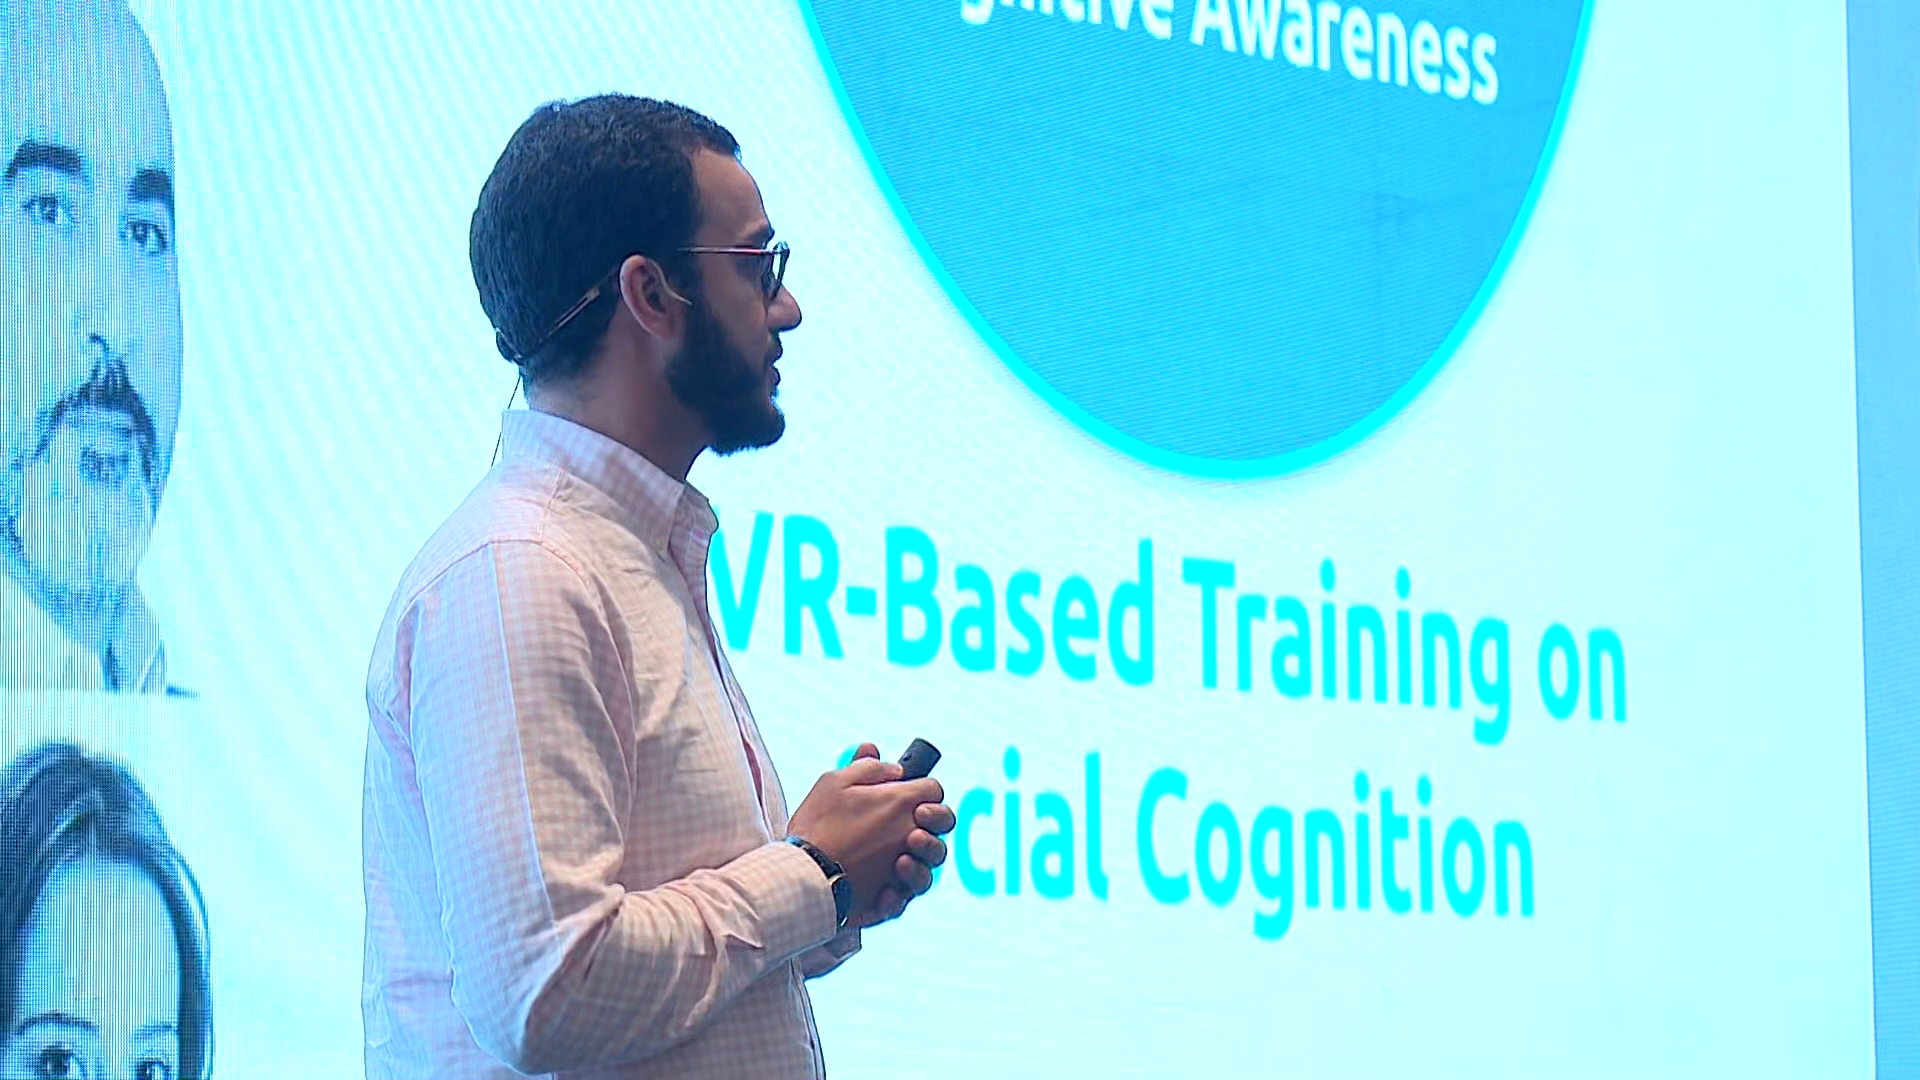 Awareness
VR-Based Training on
Cognition